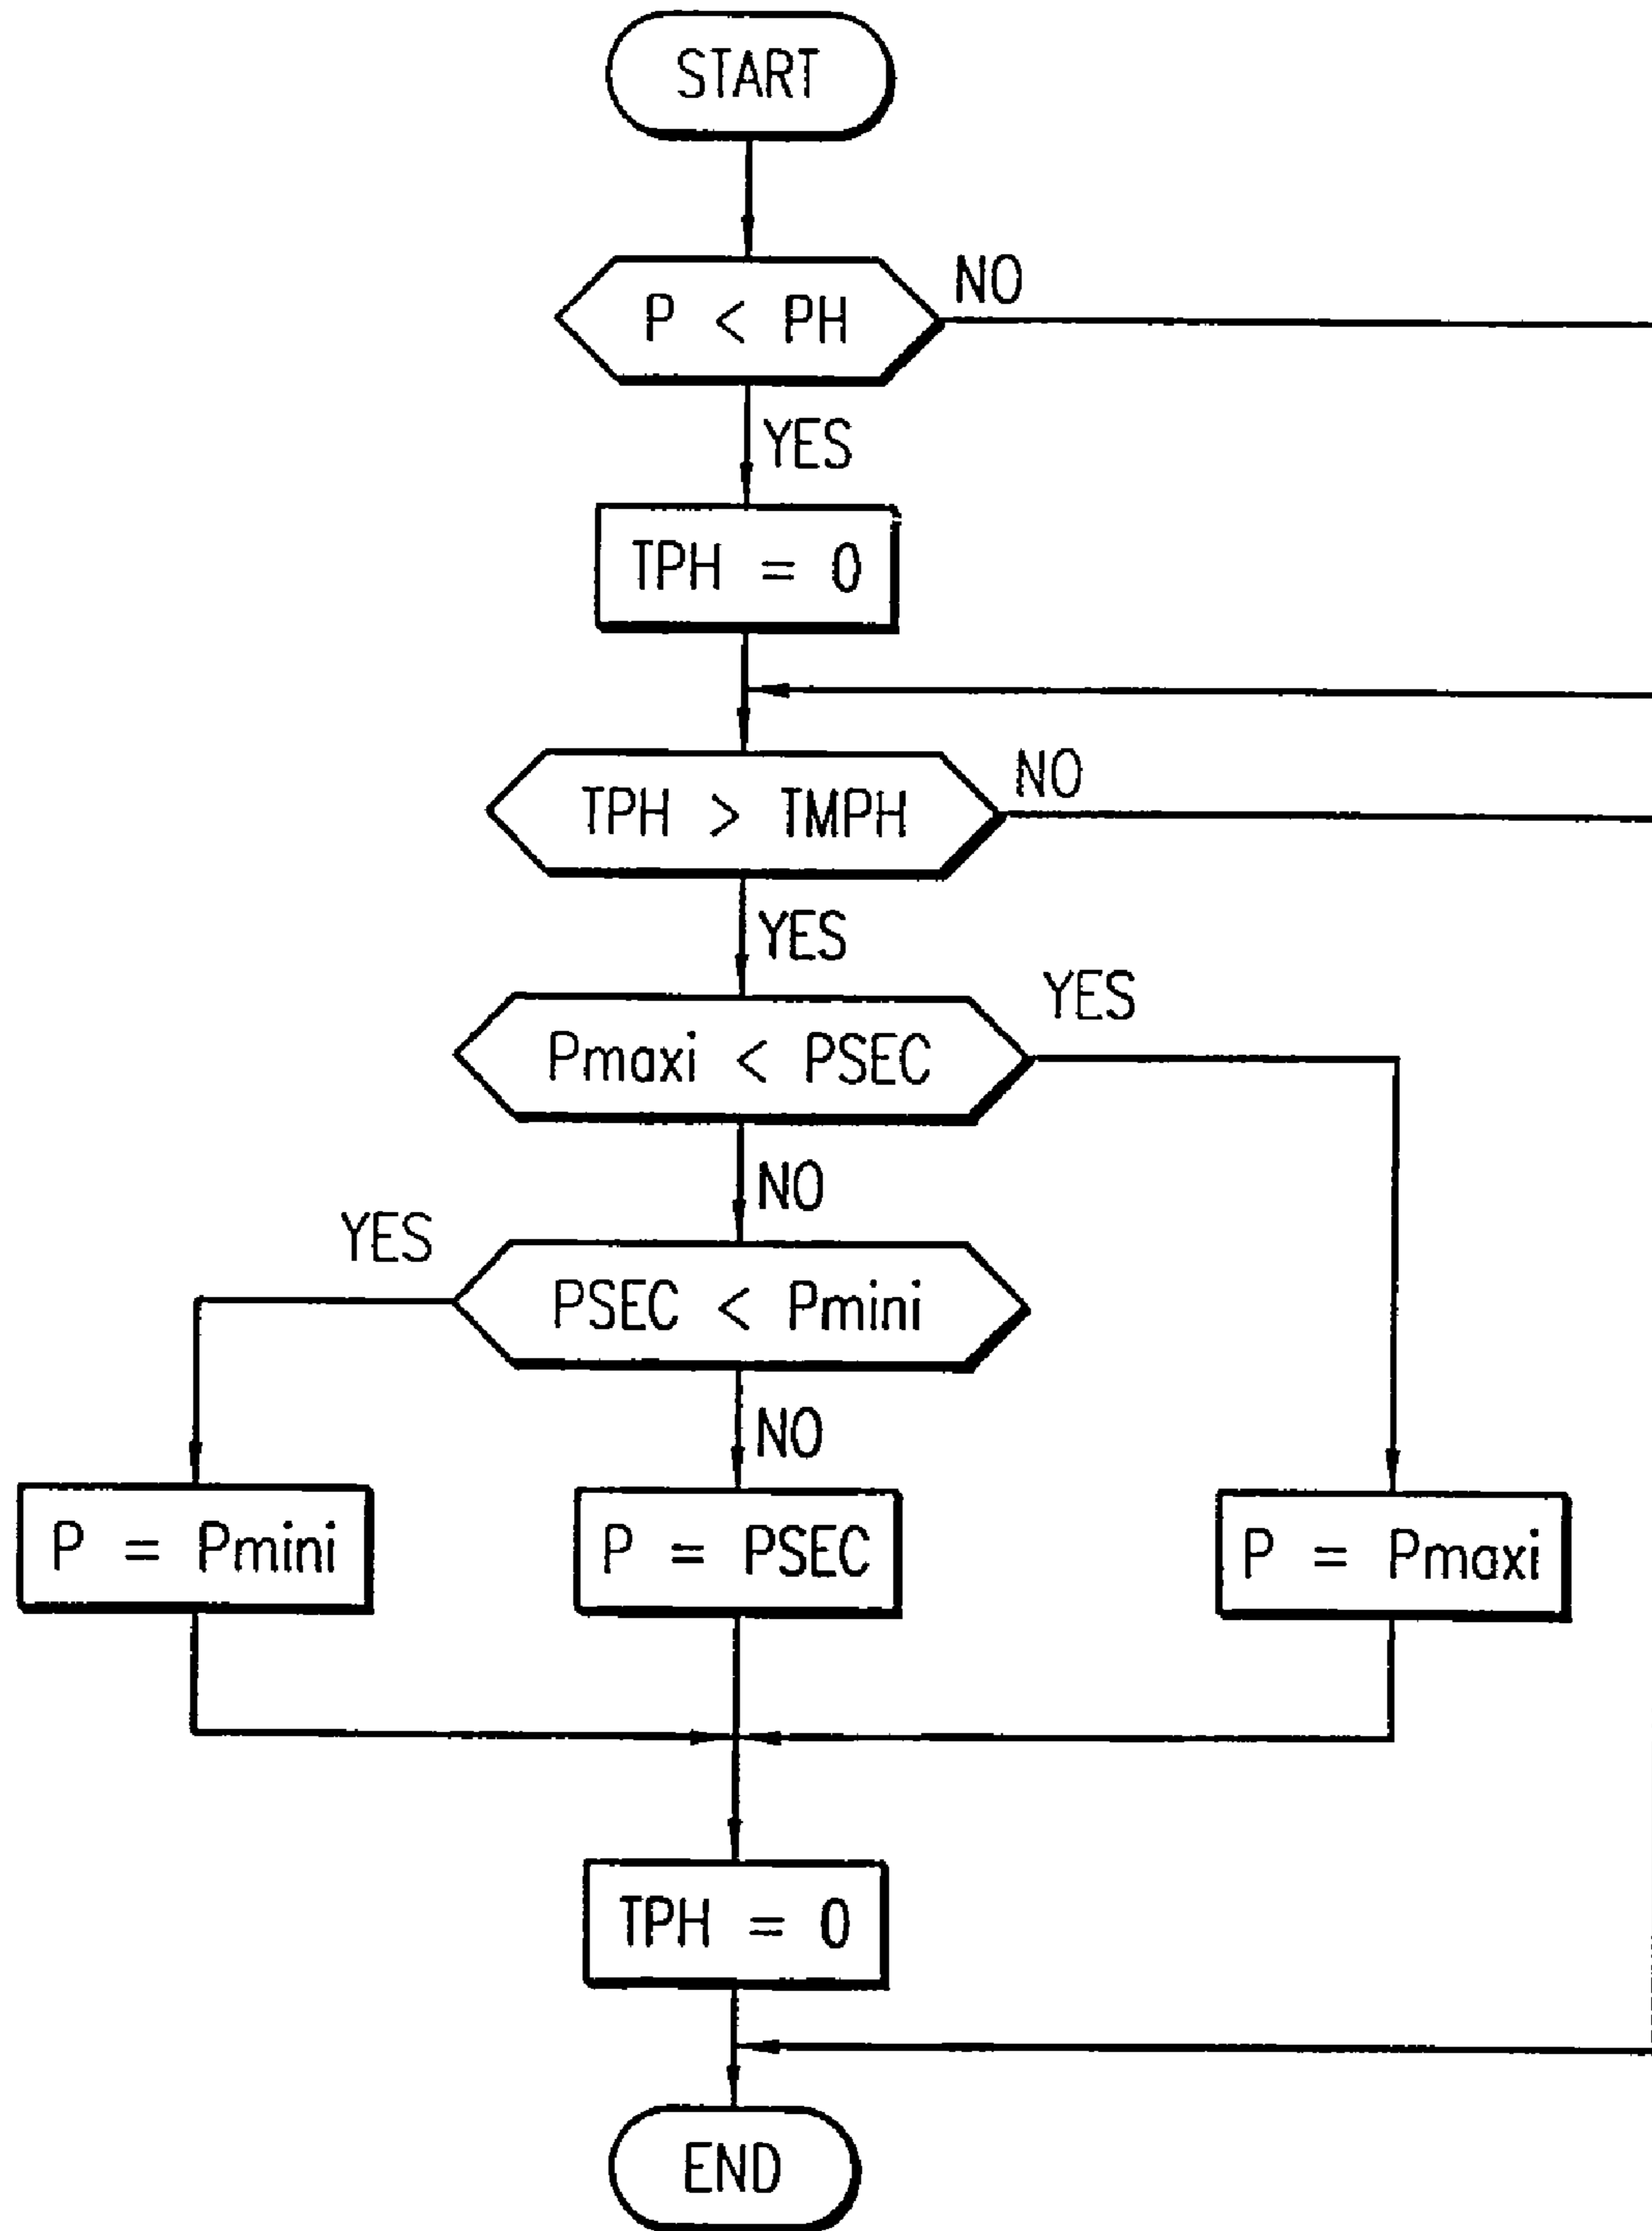 START
P < PH
NO
YES
TPH = 0
TPH > TMPH
NO
YES
Pmaxi < PSEC
YES
NO
PSEC < Pmini
YES
NO
P = Pmini
P = PSEC
P = Pmaxi
TPH = 0
END